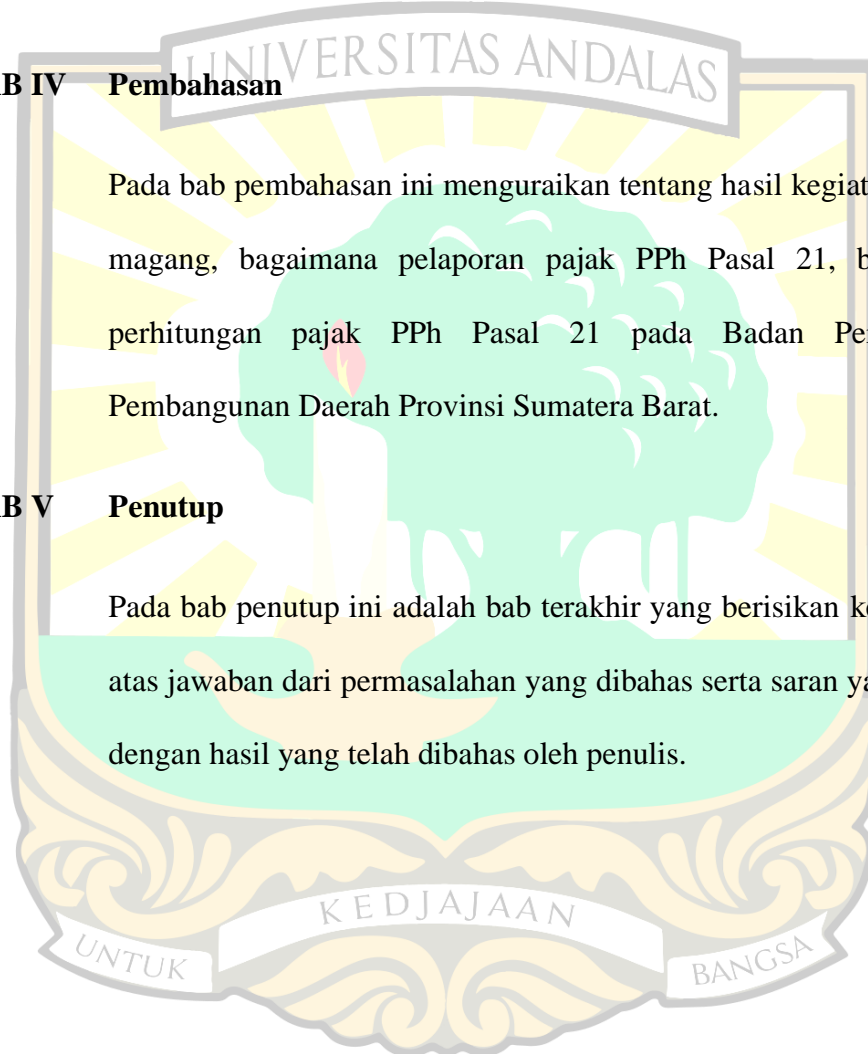 UNIVERSITAS ANDALAS
B IV Pembahasan
Pada bab pembahasan ini menguraikan tentang hasil kegiat
magang, bagaimana pelaporan pajak PPh Pasal 21, b
perhitungan pajak PPh Pasal 21 pada Badan Pe
Pembangunan Daerah Provinsi Sumatera Barat.
B V Penutup
Pada bab penutup ini adalah bab terakhir yang berisikan k
atas jawaban dari permasalahan yang dibahas serta saran ya
dengan hasil yang telah dibahas oleh penulis.
UNTUK KEDJAJAAN BANGSA